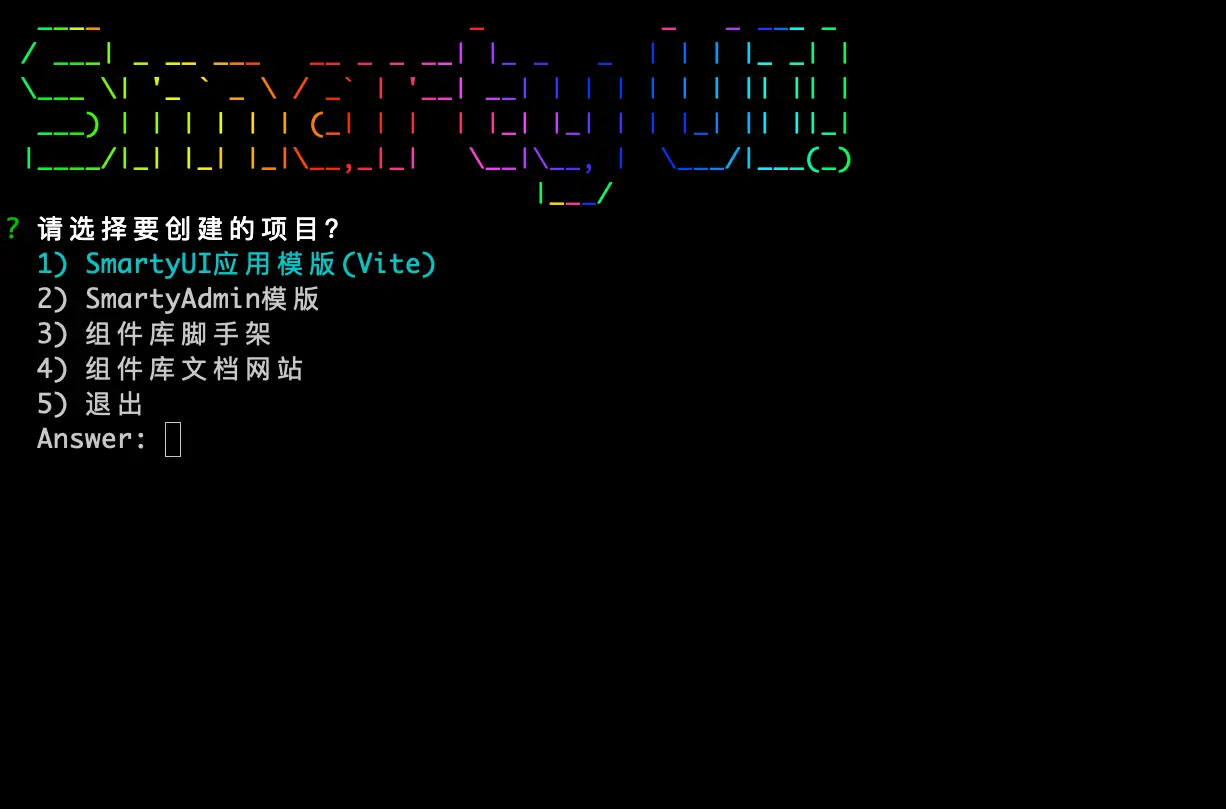 Smarty UI!
? 请选择要创建的项目?
1) SmartyUI应用模版(Vite)
2) SmartyAdmin模版
3) 组件库脚手架
4) 组件库文档网站
5) 退出
Answer: